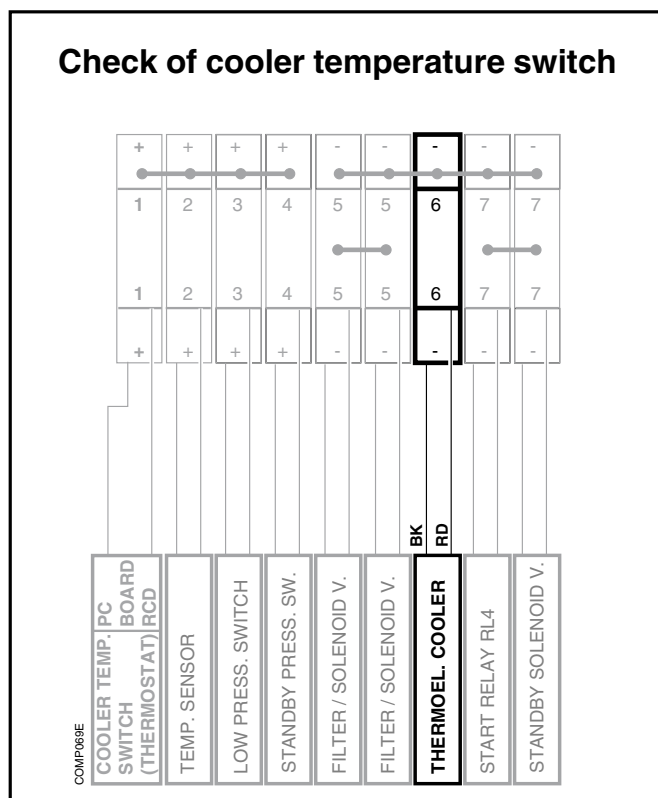 Check of cooler temperature switch
+ + + + - - - - -
1 2 3 4 5 5 6 7 7
1 2 3 4 5 5 6 7 7
+ + + + - - - - -
BK RD
COOLER TEMP. PC
SWITCH BOARD
(THERMOSTAT) RCD
TEMP. SENSOR
LOW PRESS. SWITCH
STANDBY PRESS. SW.
FILTER / SOLENOID V.
FILTER / SOLENOID V.
THERMOEL. COOLER
START RELAY RL4
STANDBY SOLENOID V.
COMP069E